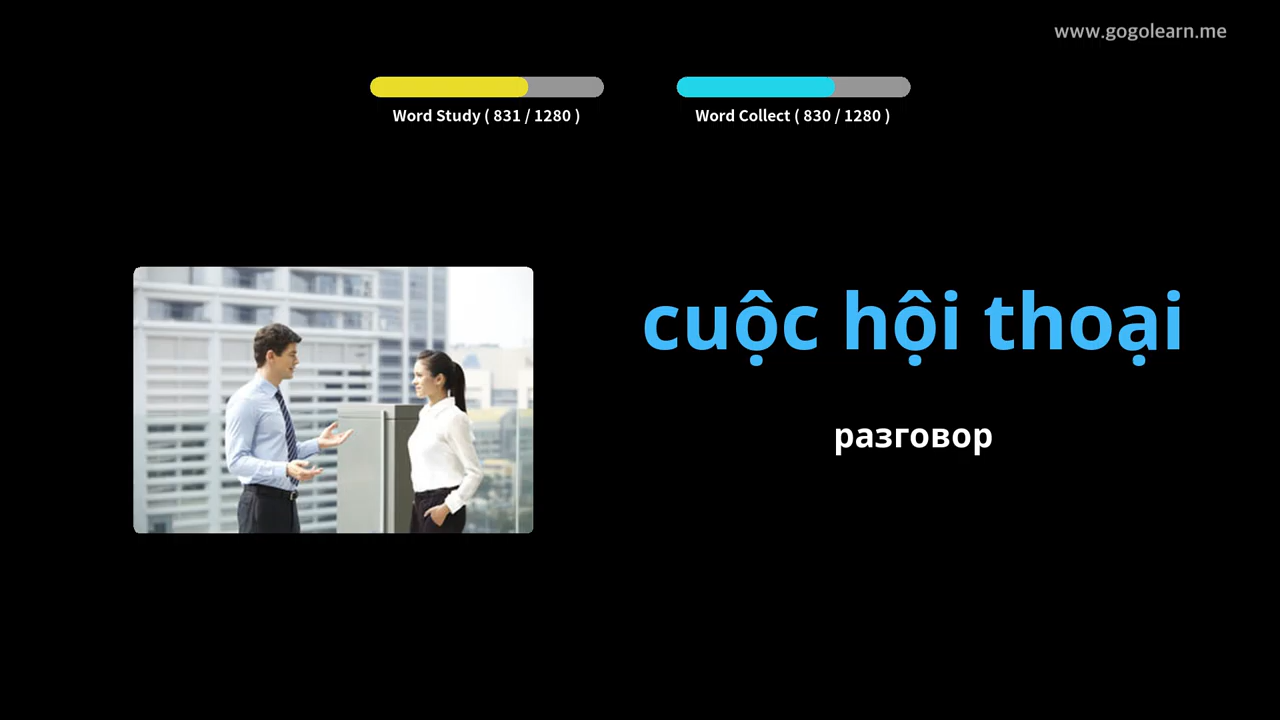 www.gogolearn.me
Word Study ( 831 / 1280 )
Word Collect ( 830 / 1280 )
cuộc hội thoại
разговор